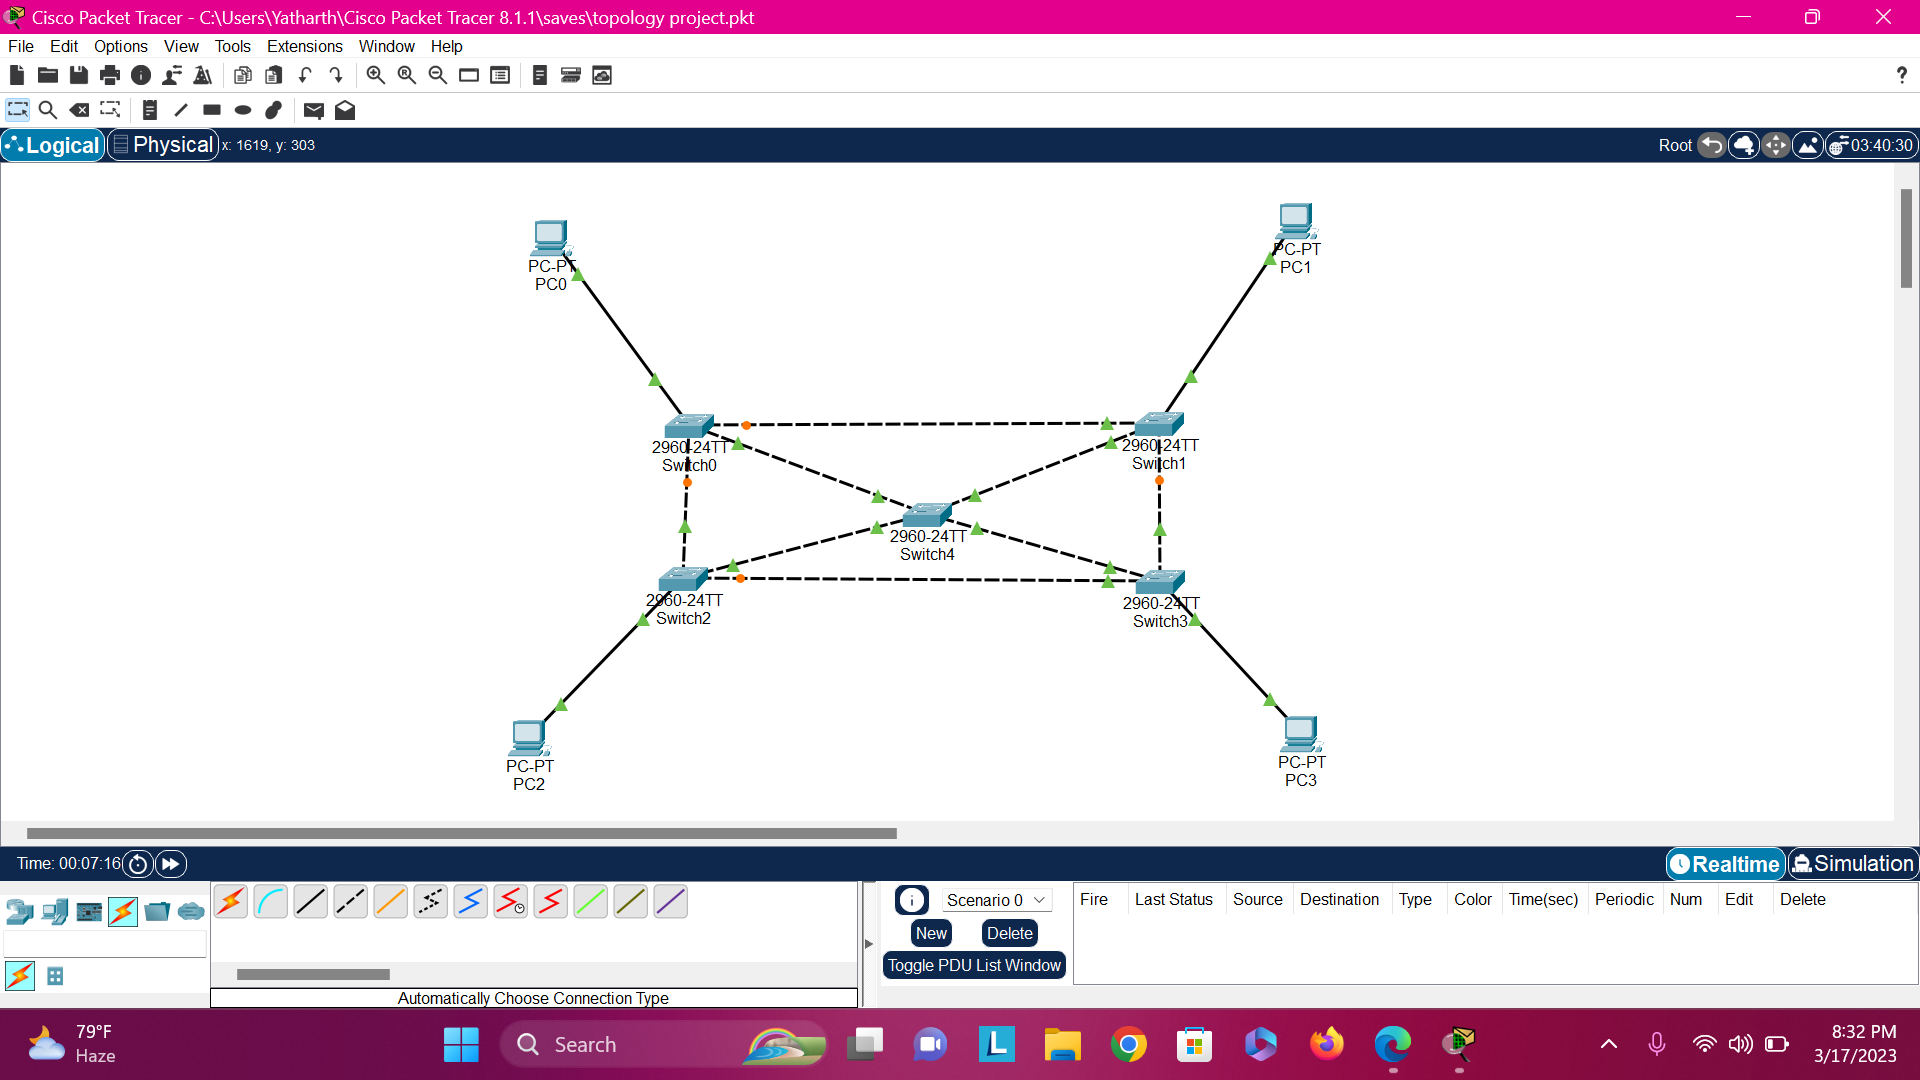 Cisco Packet Tracer - C:\Users\Yatharth\Cisco Packet Tracer 8.1.1\saves\topology project.pkt
File Edit Options View Tools Extensions Window Help
?
Logical Physical x: 1619, y: 303 Root 03:40:30
PC-PT
PC0
PC-PT
PC1
2960-24TT
Switch0
2960-24TT
Switch1
2960-24TT
Switch4
2960-24TT
Switch2
2960-24TT
Switch3
PC-PT
PC2
PC-PT
PC3
Time: 00:07:16 Realtime Simulation
Scenario 0
New Delete
Toggle PDU List Window
Fire Last Status Source Destination Type Color Time(sec) Periodic Num Edit Delete
Automatically Choose Connection Type
79°F
Haze
Search
L
8:32 PM
3/17/2023